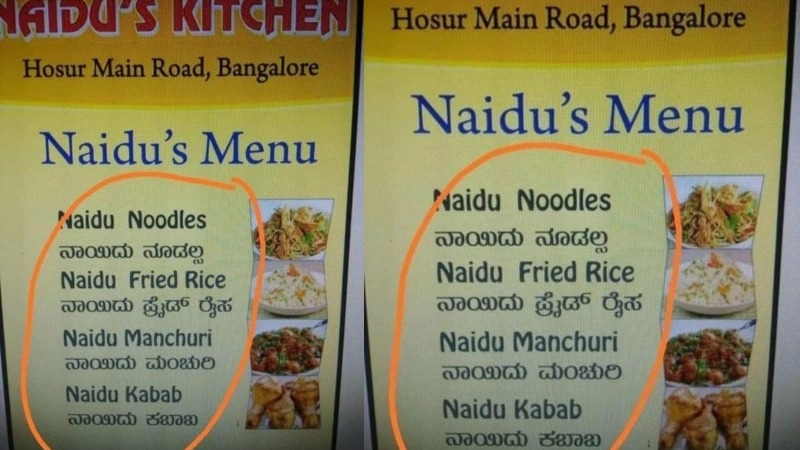 NAIDU'S KITCHEN
Hosur Main Road, Bangalore
Naidu's Menu
Naidu Noodles
ನಾಯಿದು ನೂಡಲ್ಸ
Naidu Fried Rice
ನಾಯಿದು ಫ್ರೈಡ್ ರೈಸ
Naidu Manchuri
ನಾಯಿದು ಮಂಚುರಿ
Naidu Kabab
ನಾಯಿದು ಕಬಾಬ
Hosur Main Road, Bangalore
Naidu's Menu
Naidu Noodles
ನಾಯಿದು ನೂಡಲ್ಸ
Naidu Fried Rice
ನಾಯಿದು ಫ್ರೈಡ್ ರೈಸ
Naidu Manchuri
ನಾಯಿದು ಮಂಚುರಿ
Naidu Kabab
ನಾಯಿದು ಕಬಾಬ